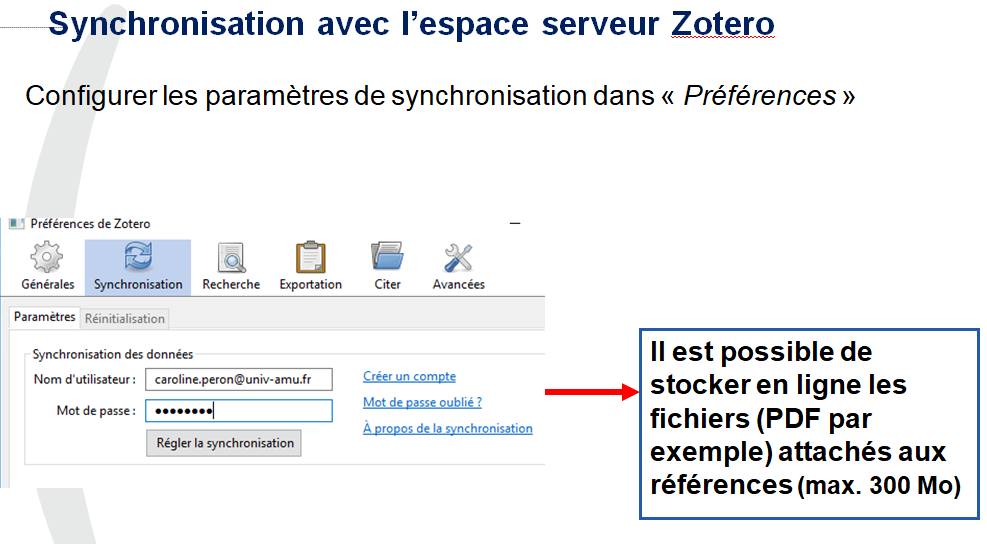 Synchronisation avec l’espace serveur Zotero
Configurer les paramètres de synchronisation dans « Préférences »
Préférences de Zotero
Générales
Synchronisation
Recherche
Exportation
Citer
Avancées
Paramètres
Réinitialisation
Synchronisation des données
Nom d'utilisateur : caroline.peron@univ-amu.fr
Créer un compte
Mot de passe : ●●●●●●●●
Mot de passe oublié ?
Régler la synchronisation
À propos de la synchronisation
Il est possible de
stocker en ligne les
fichiers (PDF par
exemple) attachés aux
références (max. 300 Mo)